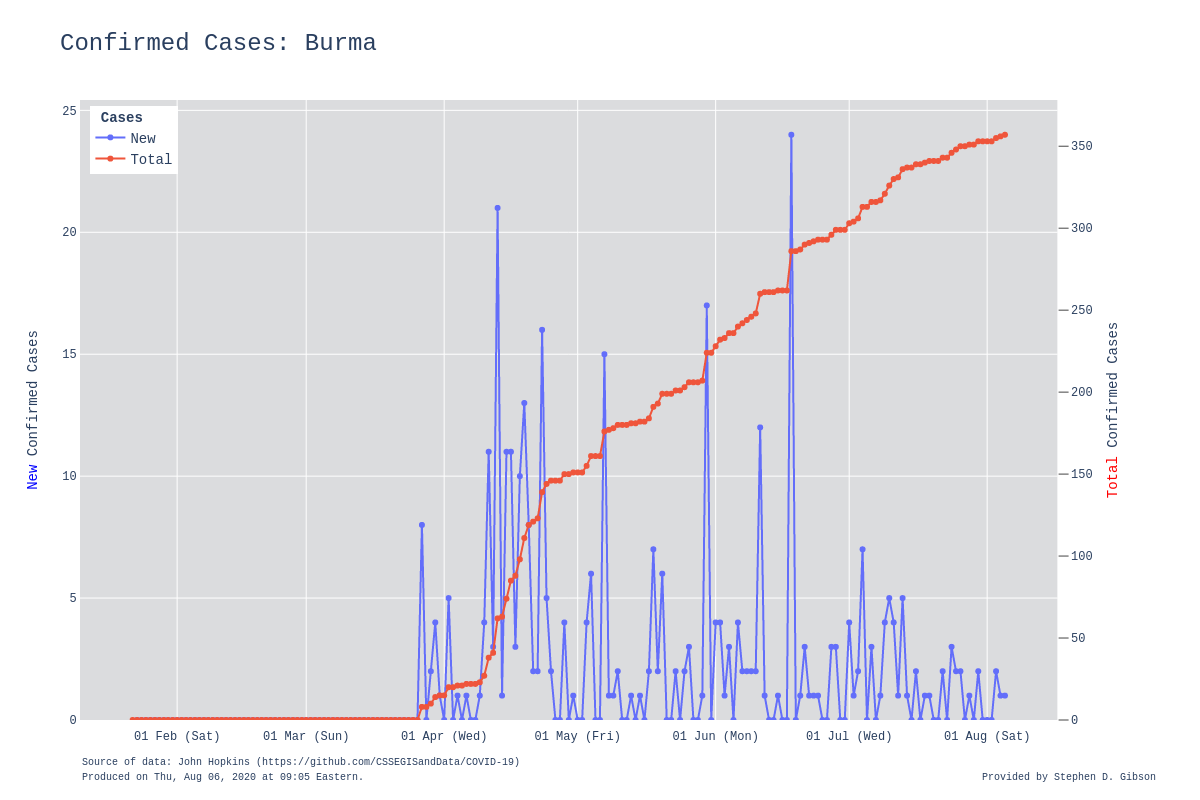 Confirmed Cases: Burma
Cases
New
Total
25
20
15
10
5
0
350
300
250
200
150
100
50
0
New Confirmed Cases
Total Confirmed Cases
01 Feb (Sat)
01 Mar (Sun)
01 Apr (Wed)
01 May (Fri)
01 Jun (Mon)
01 Jul (Wed)
01 Aug (Sat)
Source of data: John Hopkins (https://github.com/CSSEGISandData/COVID-19)
Produced on Thu, Aug 06, 2020 at 09:05 Eastern.
Provided by Stephen D. Gibson